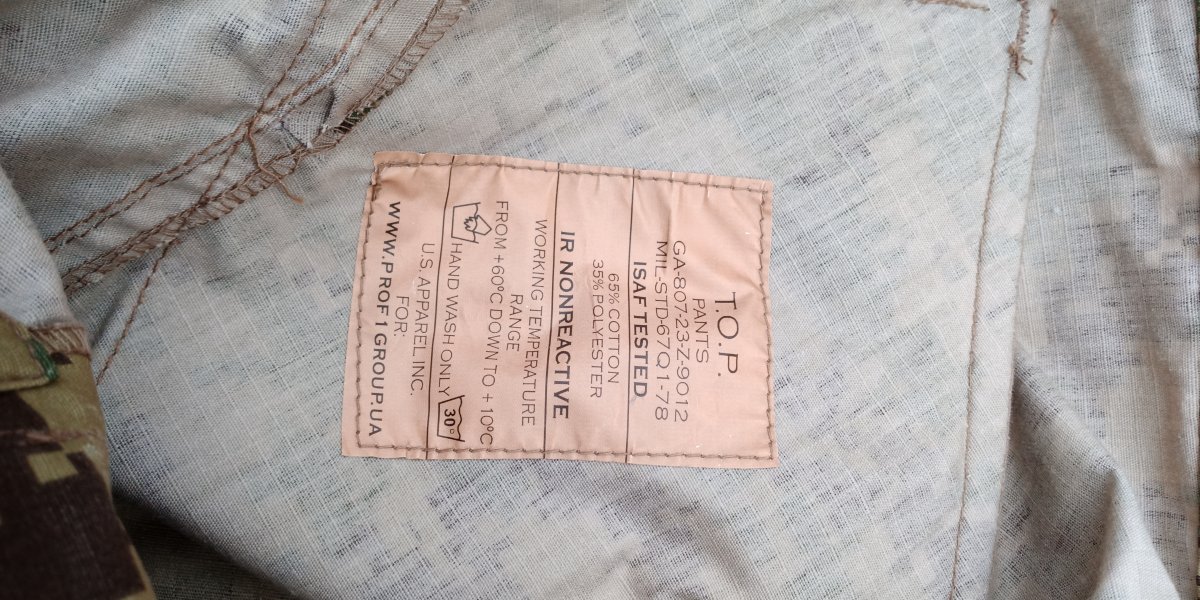 T.O.P.
PANTS
GA-807-23-Z-9012
MIL-STD-67Q1-78
ISAF TESTED
65% COTTON
35% POLYESTER
IR NONREACTIVE
WORKING TEMPERATURE
RANGE
FROM +60°C DOWN TO +10°C
HAND WASH ONLY 30°
U.S. APPAREL INC.
FOR:
WWW.PROF1GROUP.UA